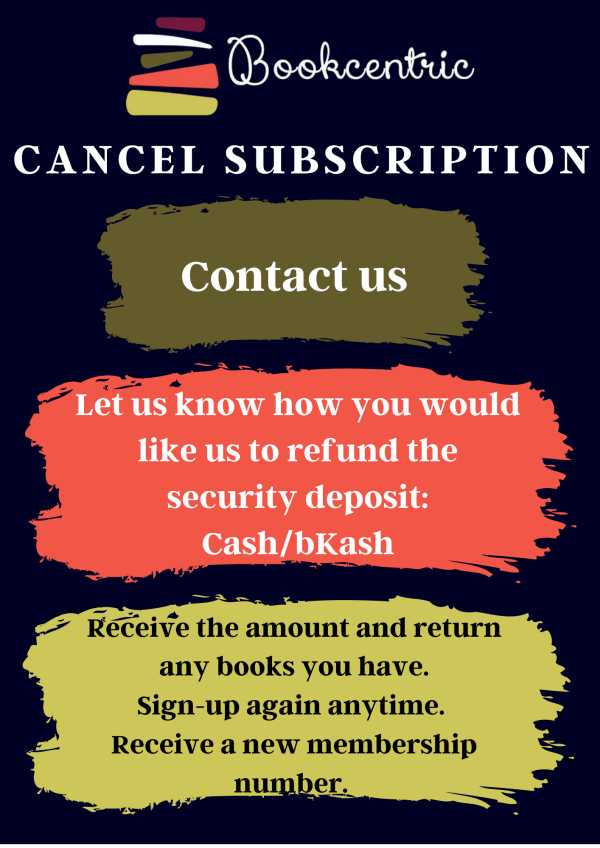 Bookcentric
CANCEL SUBSCRIPTION
Contact us
Let us know how you would
like us to refund the
security deposit:
Cash/bKash
Receive the amount and return
any books you have.
Sign-up again anytime.
Receive a new membership
number.